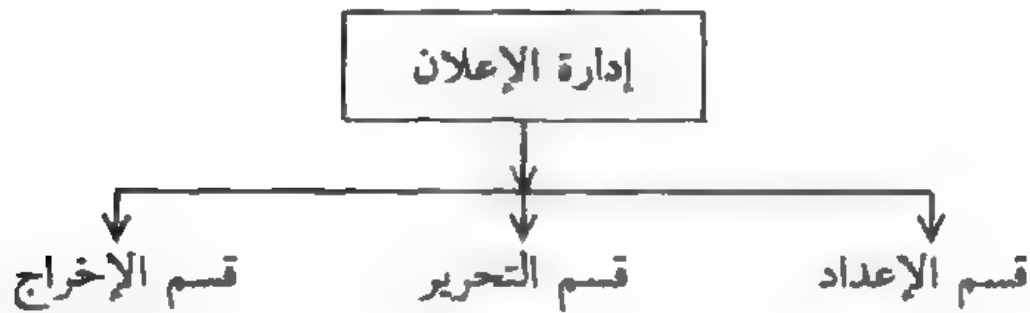 إدارة الإعلان
قسم الإعداد
قسم التحرير
قسم الإخراج